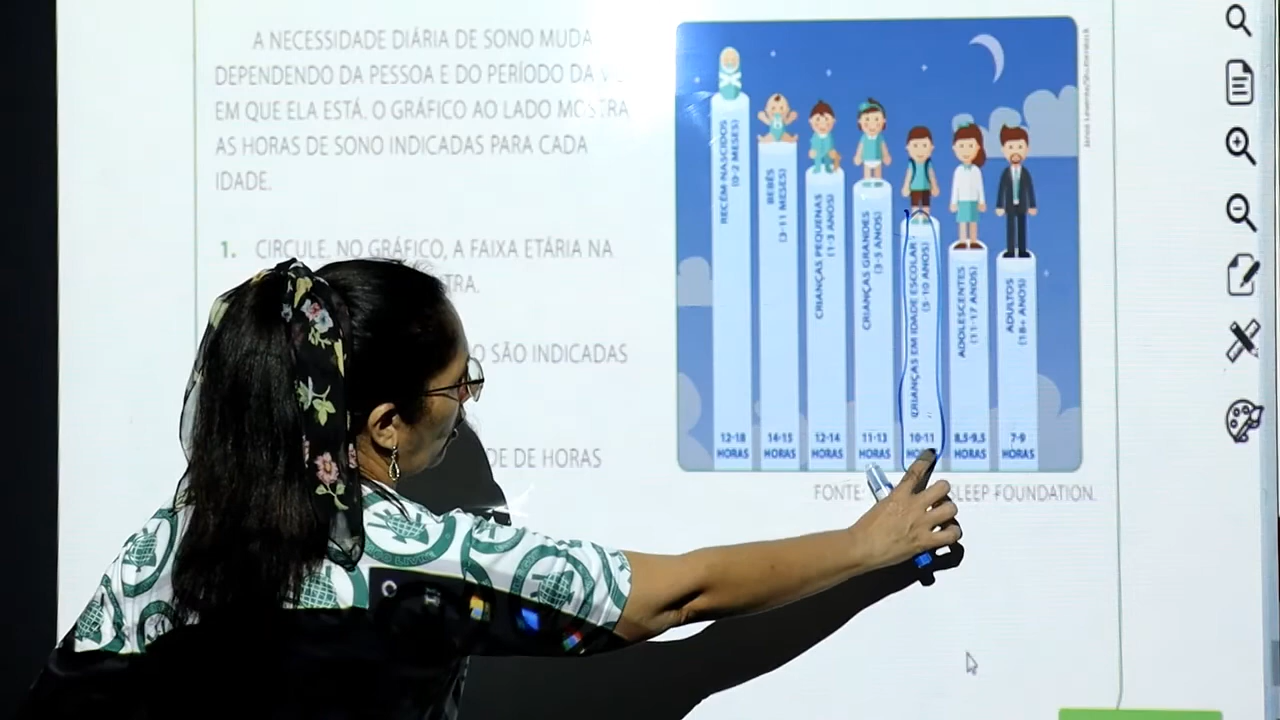 A NECESSIDADE DIÁRIA DE SONO MUDA
DEPENDENDO DA PESSOA E DO PERÍODO DA
EM QUE ELA ESTÁ. O GRÁFICO AO LADO MOSTRA
AS HORAS DE SONO INDICADAS PARA CADA
IDADE.
1. CIRCULE, NO GRÁFICO, A FAIXA ETÁRIA NA
SÃO INDICADAS
DE HORAS
RECÉM NASCIDOS
(0-2 MESES)
12-18
HORAS
BEBÊS
(3-11 MESES)
14-15
HORAS
CRIANÇAS PEQUENAS
(1-3 ANOS)
12-14
HORAS
CRIANÇAS GRANDES
(3-5 ANOS)
11-13
HORAS
CRIANÇAS EM IDADE ESCOLAR
(5-10 ANOS)
10-11
ADOLESCENTES
(11-17 ANOS)
8,5-9,5
HORAS
ADULTOS
(18+ ANOS)
7-9
HORAS
FONTE: SLEEP FOUNDATION.